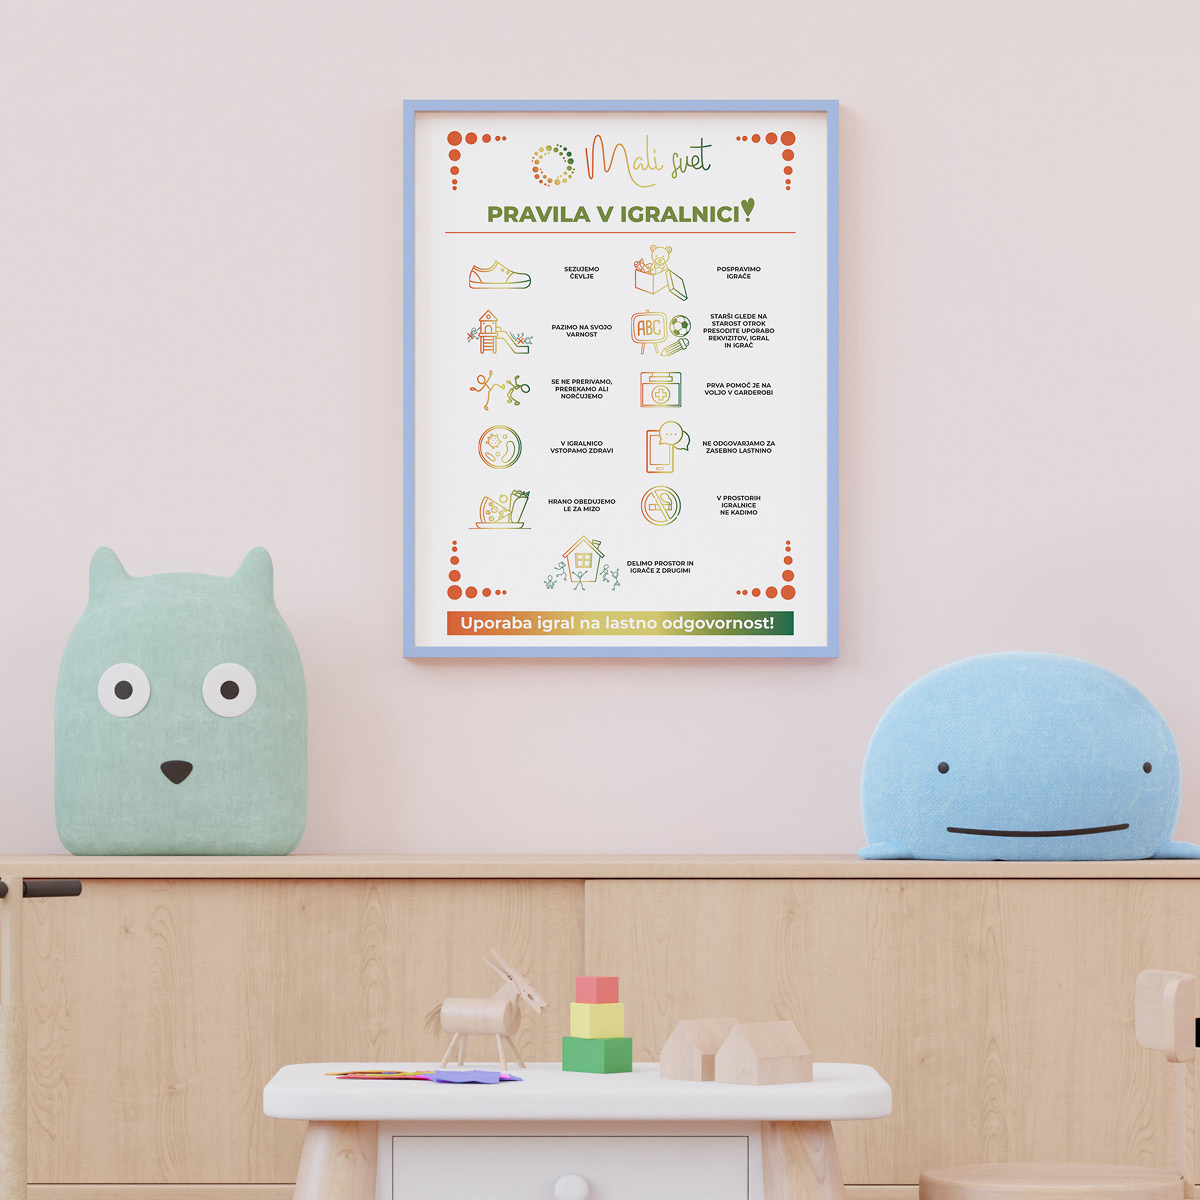 Mali svet
PRAVILA V IGRALNICI!
SEZUJEMO
ČEVLJE
POSPRAVIMO
IGRAČE
PAZIMO NA SVOJO
VARNOST
ABC
STARŠI GLEDE NA
STAROST OTROK
PRESODITE UPORABO
REKVIZITOV, IGRAL
IN IGRAČ
SE NE PRERIVAMO,
PREREKAMO ALI
NORČUJEMO
PRVA POMOČ JE NA
VOLJO V GARDEROBI
V IGRALNICO
VSTOPAMO ZDRAVI
NE ODGOVARJAMO ZA
ZASEBNO LASTNINO
HRANO OBEDUJEMO
LE ZA MIZO
V PROSTORIH
IGRALNICE
NE KADIMO
DELIMO PROSTOR IN
IGRAČE Z DRUGIMI
Uporaba igral na lastno odgovornost!